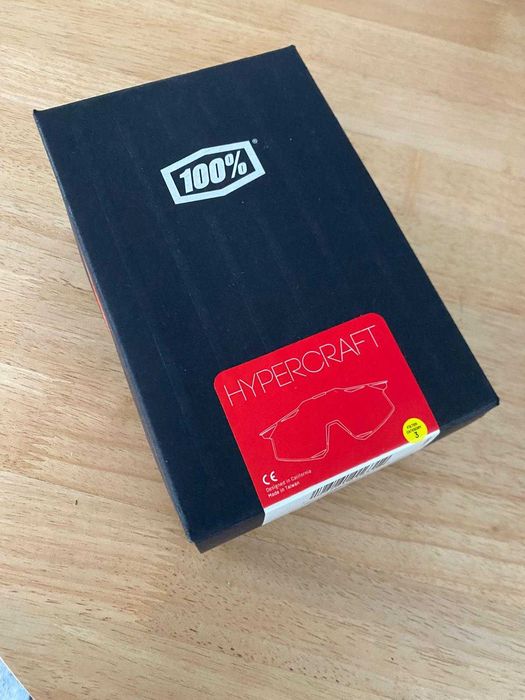 100%®
HYPERCRAFT
CE
Designed in California
Made in Taiwan
3